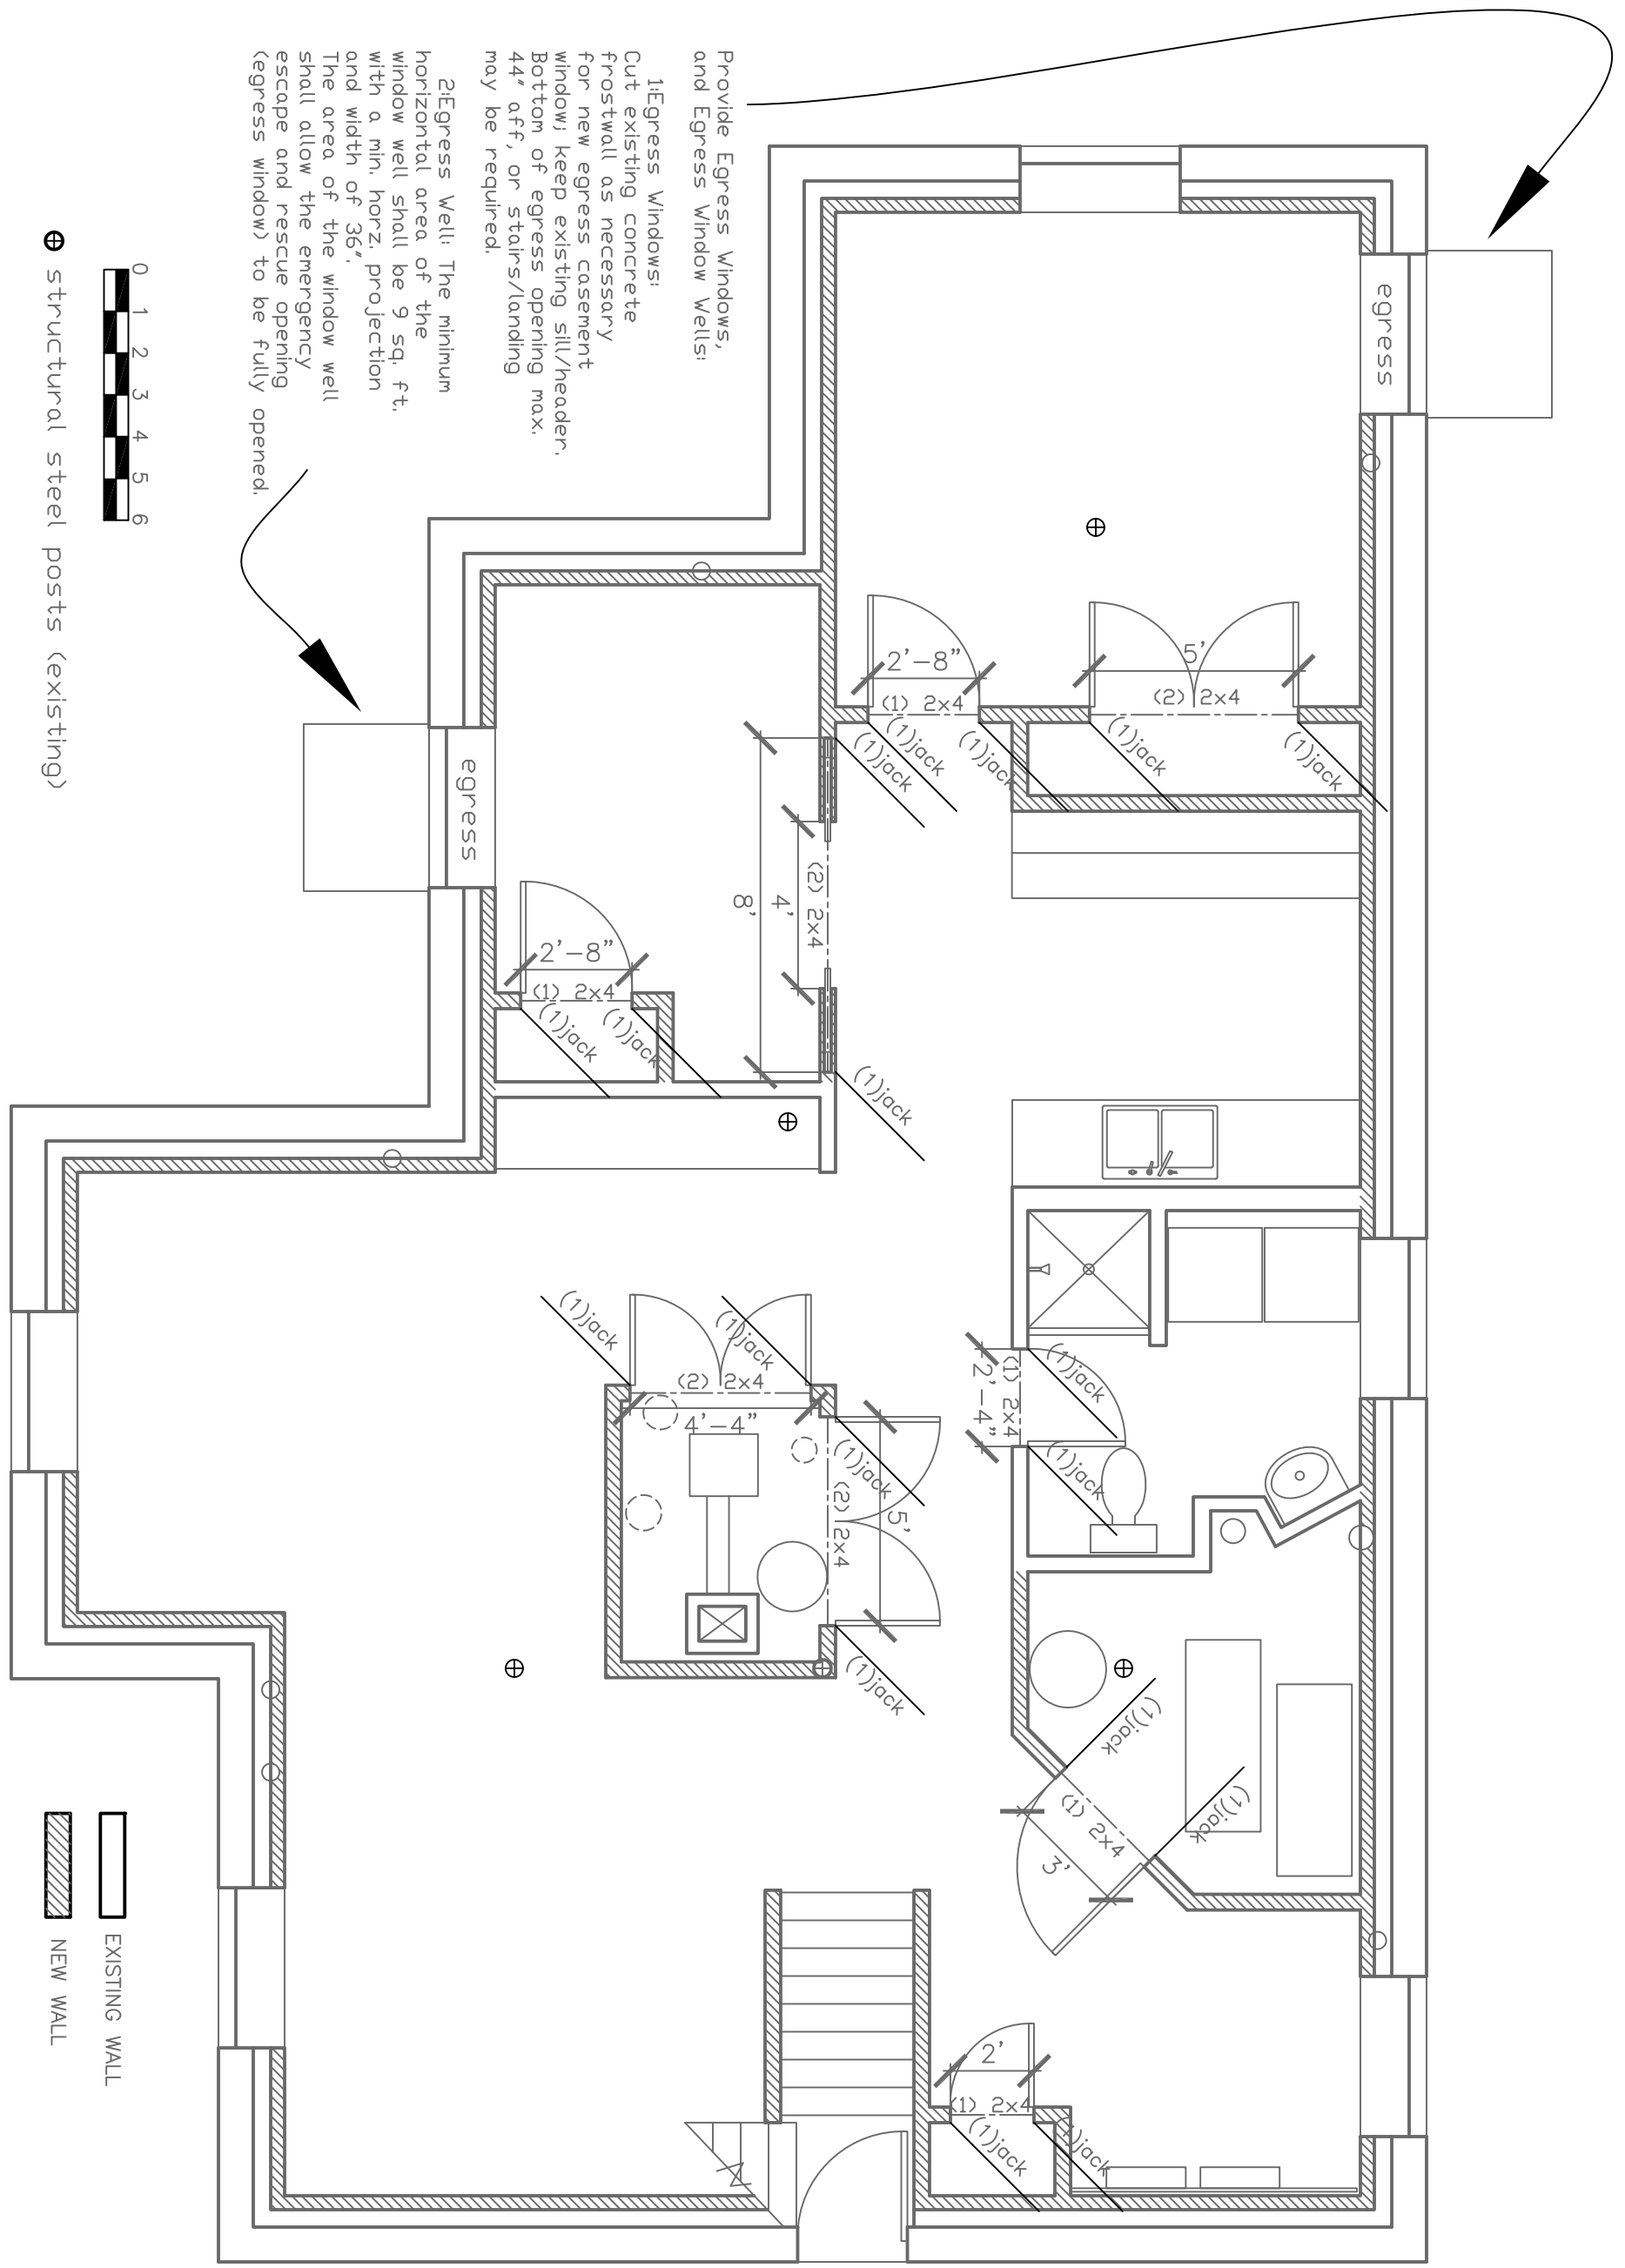 Provide Egress Windows,
and Egress Window Wells:
1:Egress Windows:
Cut existing concrete
frostwall as necessary
for new egress casement
window; keep existing sill/header.
Bottom of egress opening max.
44" aff, or stairs/landing
may be required.
2:Egress Well: The minimum
horizontal area of the
window well shall be 9 sq. ft.
with a min. horz. projection
and width of 36".
The area of the window well
shall allow the emergency
escape and rescue opening
(egress window) to be fully opened.
0 1 2 3 4 5 6
structural steel posts (existing)
egress
2'-8"
(1) 2x4
(1)jack
(1)jack
(1)jack
5'
(2) 2x4
(1)jack
(1)jack
egress
8'
4'
(2) 2x4
2'-8"
(1) 2x4
(1)jack
(1)jack
(1)jack
(1)jack
(1)jack
(2) 2x4
4'-4"
(1)jack
(2) 2x4
5'
(1)jack
(1)jack
(1) 2x4
2'-4"
(1)jack
(1)jack
(1) 2x4
3'
(1)jack
2'
(1) 2x4
(1)jack
(1)jack
EXISTING WALL
NEW WALL